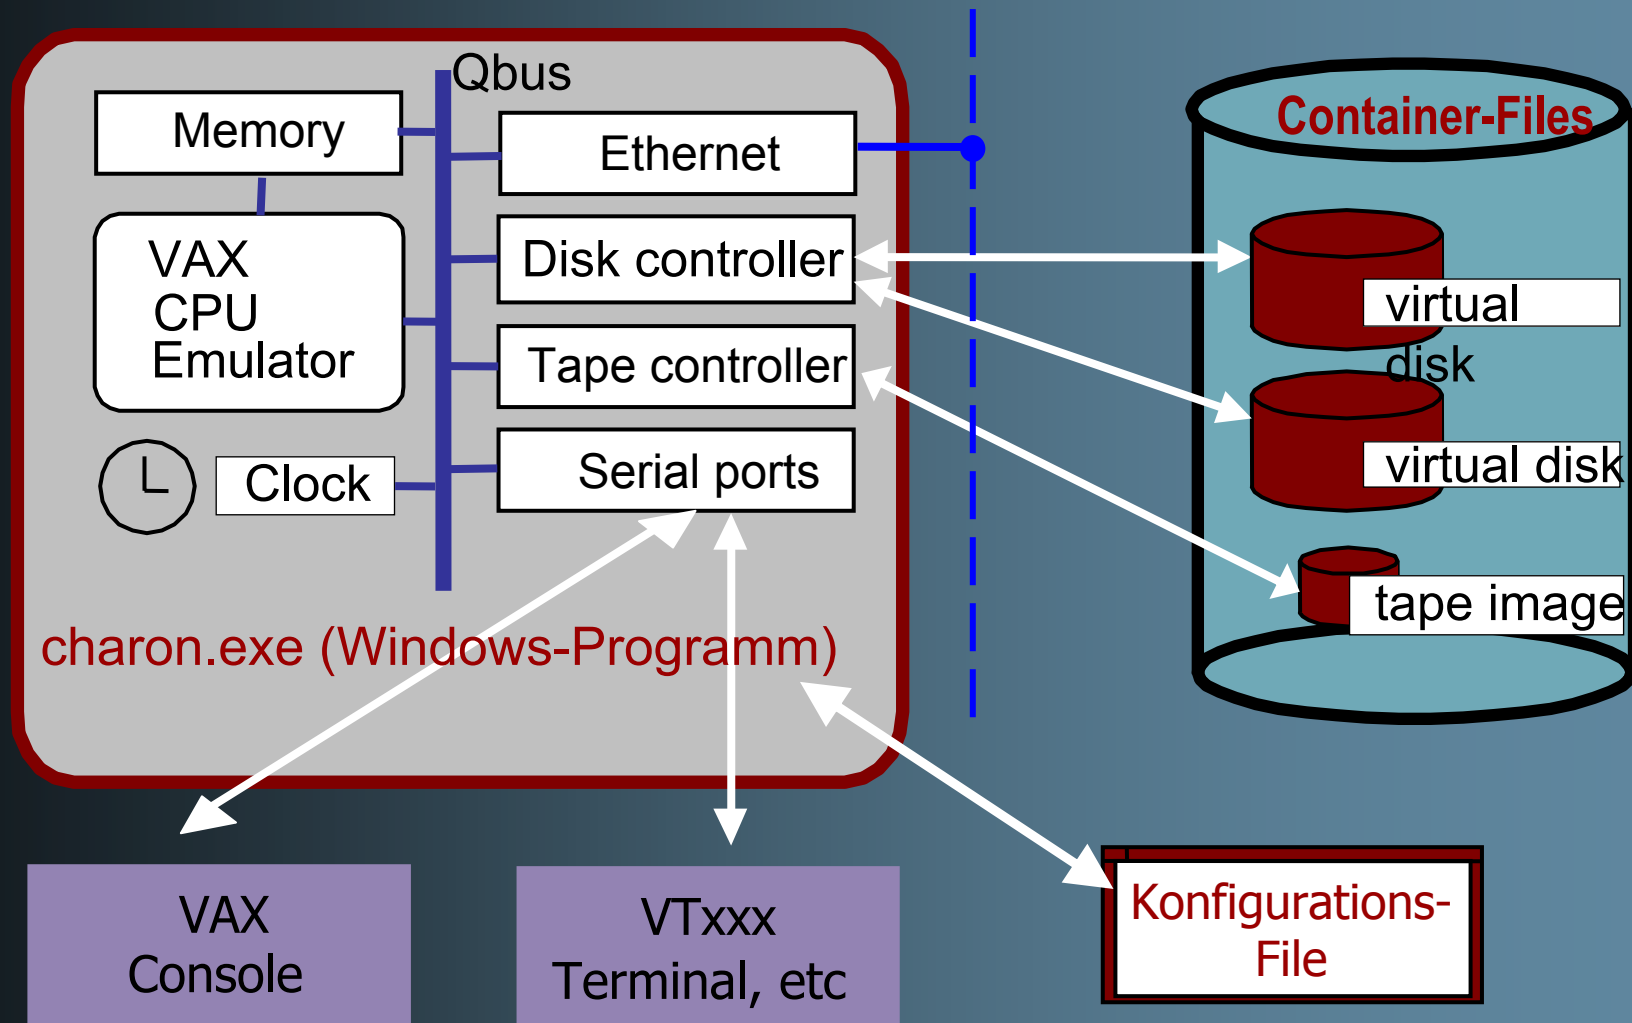 Qbus
Memory
Ethernet
VAX
CPU
Emulator
Disk controller
Tape controller
Clock
Serial ports
charon.exe (Windows-Programm)
Container-Files
virtual
disk
virtual disk
tape image
VAX
Console
VTxxx
Terminal, etc
Konfigurations-
File